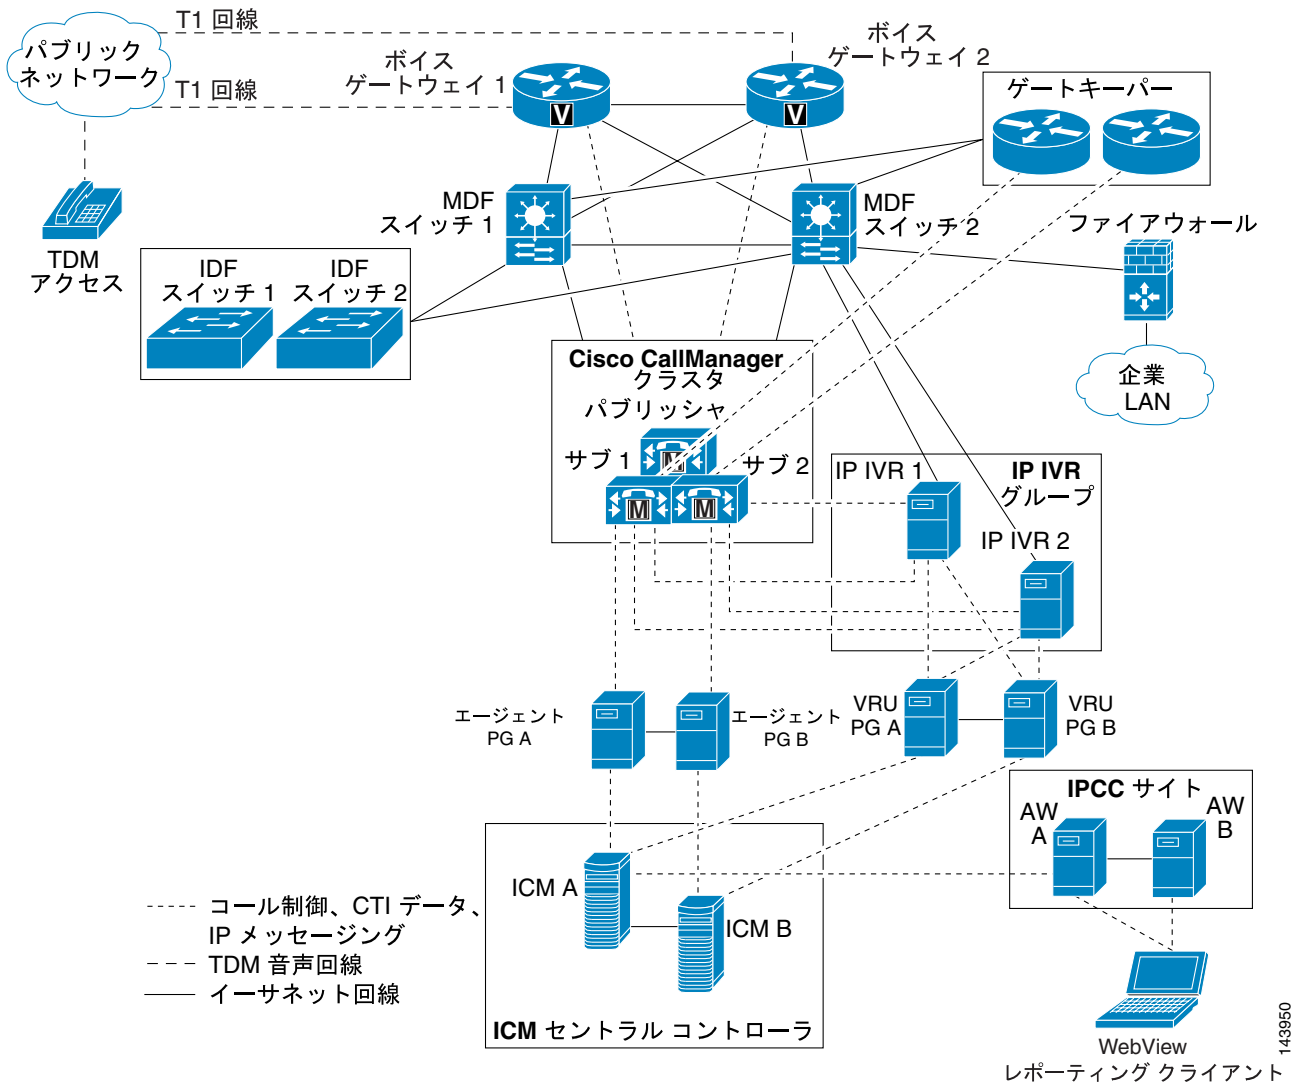 T1 回線
パブリック
ネットワーク
T1 回線
ボイス
ゲートウェイ 1
ボイス
ゲートウェイ 2
V
V
ゲートキーパー
TDM
アクセス
MDF
スイッチ 1
MDF
スイッチ 2
ファイアウォール
IDF
スイッチ 1
IDF
スイッチ 2
企業
LAN
Cisco CallManager
クラスタ
パブリッシャ
サブ 1
サブ 2
M
M
M
IP IVR 1
IP IVR
グループ
IP IVR 2
エージェント
PG A
エージェント
PG B
VRU
PG A
VRU
PG B
IPCC サイト
AW
A
AW
B
ICM A
ICM B
ICM セントラル コントローラ
コール制御、CTI データ、
IP メッセージング
TDM 音声回線
イーサネット回線
WebView
レポーティング クライアント
143950